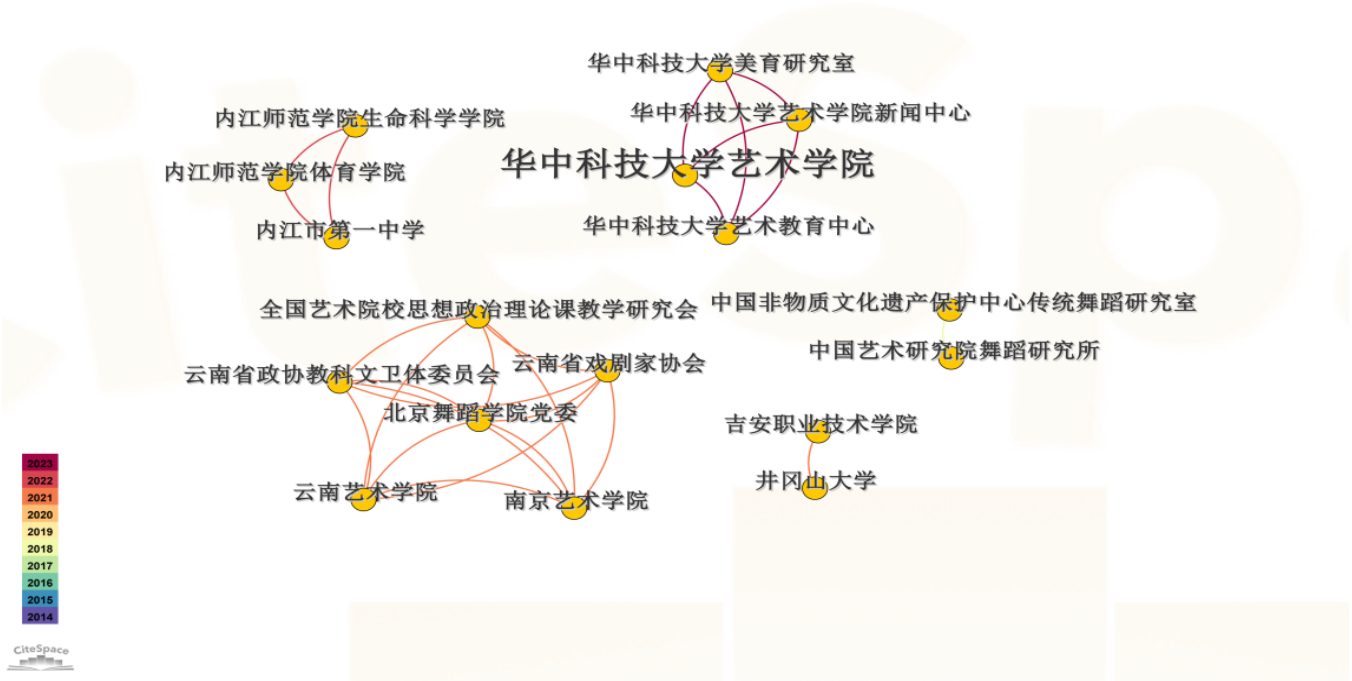 华中科技大学美育研究室
华中科技大学艺术学院新闻中心
内江师范学院生命科学学院
华中科技大学艺术学院
内江师范学院体育学院
华中科技大学艺术教育中心
内江市第一中学
全国艺术院校思想政治理论课教学研究会
中国非物质文化遗产保护中心传统舞蹈研究室
中国艺术研究院舞蹈研究所
云南省戏剧家协会
云南省政协教科文卫体委员会
北京舞蹈学院党委
吉安职业技术学院
井冈山大学
云南艺术学院
南京艺术学院
2023
2022
2021
2020
2019
2018
2017
2016
2015
2014
CiteSpace